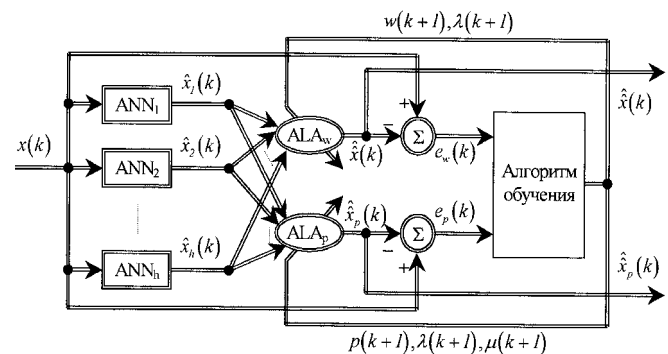 w(k+1), λ(k+1)
ANN₁
x̂₁(k)
+
−
Σ
ALA_w
x̂̂(k)
e_w(k)
x̂̂(k)
x(k)
ANN₂
x̂₂(k)
Алгоритм
обучения
ANN_h
x̂_h(k)
ALA_p
x̂̂_p(k)
−
Σ
+
e_p(k)
x̂̂_p(k)
p(k+1), λ(k+1), μ(k+1)